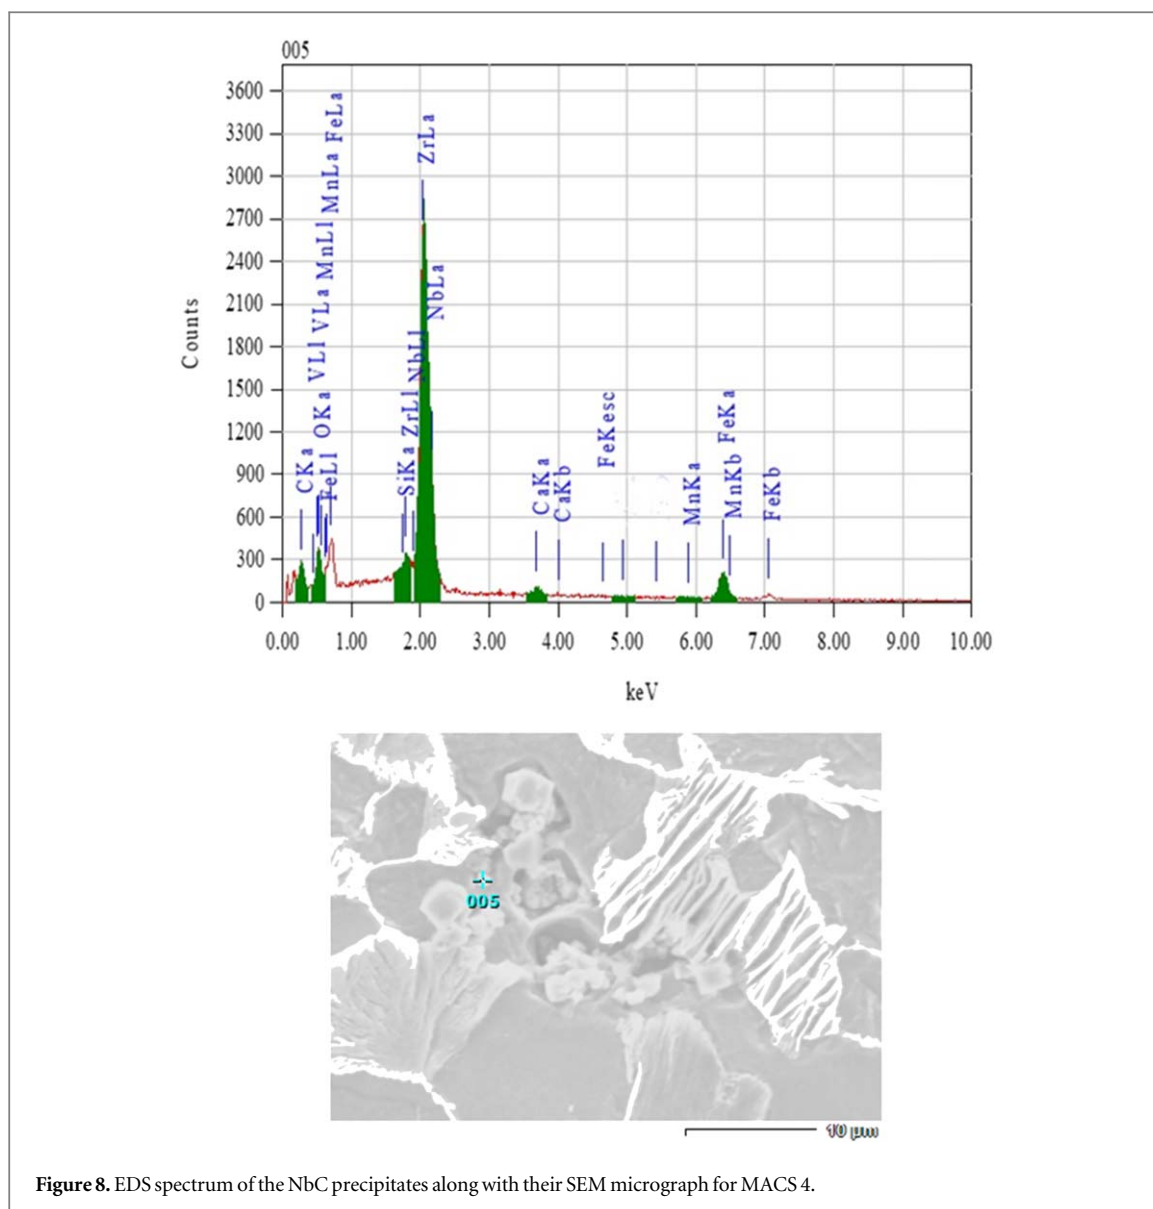 005
3600
3300
3000
2700
2400
2100
1800
1500
1200
900
600
300
0
Counts
CKa
FeLl OKa VLl VLa MnLl MnLa FeLa
SiKa ZrLl NbLl NbLa
ZrLa
CaKa
CaKb
FeKesc
MnKa
MnKb FeKa
FeKb
0.00 1.00 2.00 3.00 4.00 5.00 6.00 7.00 8.00 9.00 10.00
keV
005
10 μm
Figure 8. EDS spectrum of the NbC precipitates along with their SEM micrograph for MACS 4.